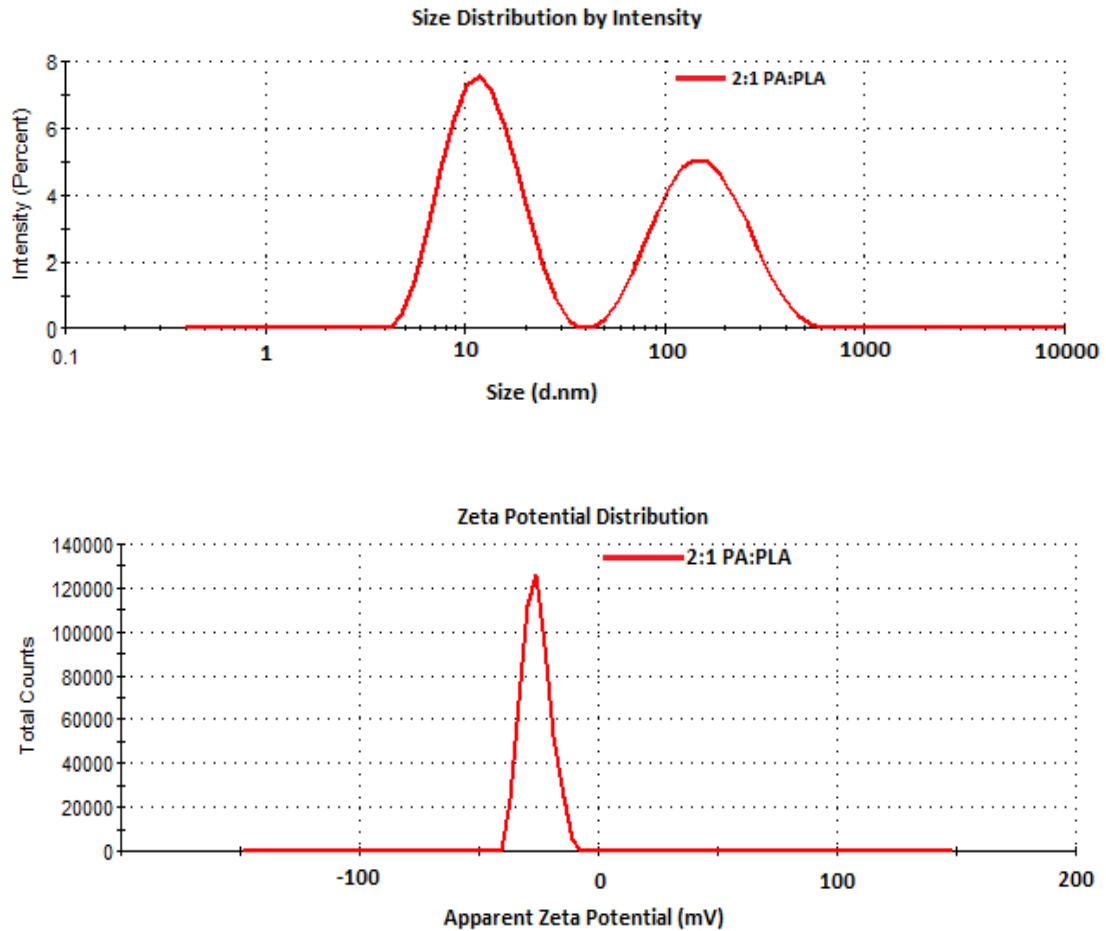 Size Distribution by Intensity
2:1 PA:PLA
Intensity (Percent)
8
6
4
2
0
0.1 1 10 100 1000 10000
Size (d.nm)
Zeta Potential Distribution
2:1 PA:PLA
Total Counts
140000
120000
100000
80000
60000
40000
20000
0
-100 0 100 200
Apparent Zeta Potential (mV)